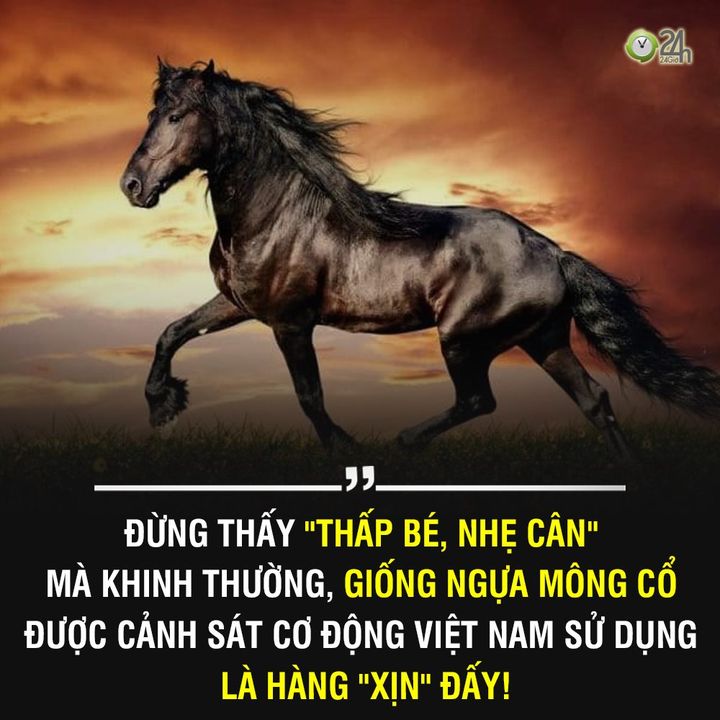 24h
24Giờ
”
ĐỪNG THẤY "THẤP BÉ, NHẸ CÂN"
MÀ KHINH THƯỜNG, GIỐNG NGỰA MÔNG CỔ
ĐƯỢC CẢNH SÁT CƠ ĐỘNG VIỆT NAM SỬ DỤNG
LÀ HÀNG "XỊN" ĐẤY!